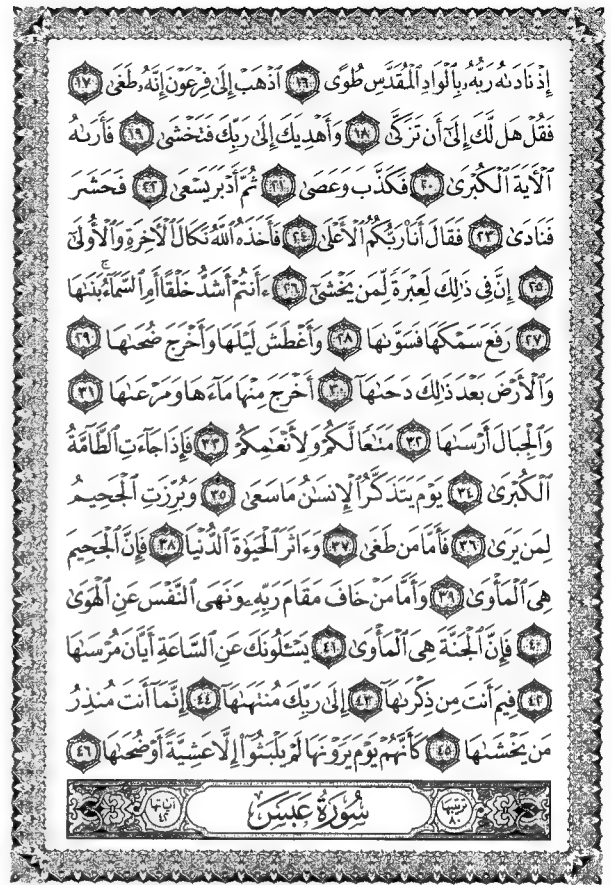 إِذْ نَادَىٰهُ رَبُّهُۥ بِٱلْوَادِ ٱلْمُقَدَّسِ طُوًى ١٦ ٱذْهَبْ إِلَىٰ فِرْعَوْنَ إِنَّهُۥ طَغَىٰ ١٧
فَقُلْ هَل لَّكَ إِلَىٰٓ أَن تَزَكَّىٰ ١٨ وَأَهْدِيَكَ إِلَىٰ رَبِّكَ فَتَخْشَىٰ ١٩ فَأَرَىٰهُ
ٱلْءَايَةَ ٱلْكُبْرَىٰ ٢٠ فَكَذَّبَ وَعَصَىٰ ٢١ ثُمَّ أَدْبَرَ يَسْعَىٰ ٢٢ فَحَشَرَ
فَنَادَىٰ ٢٣ فَقَالَ أَنَا۠ رَبُّكُمُ ٱلْأَعْلَىٰ ٢٤ فَأَخَذَهُ ٱللَّهُ نَكَالَ ٱلْءَاخِرَةِ وَٱلْأُولَىٰٓ
٢٥ إِنَّ فِى ذَٰلِكَ لَعِبْرَةً لِّمَن يَخْشَىٰٓ ٢٦ ءَأَنتُمْ أَشَدُّ خَلْقًا أَمِ ٱلسَّمَآءُ ۚ بَنَىٰهَا
٢٧ رَفَعَ سَمْكَهَا فَسَوَّىٰهَا ٢٨ وَأَغْطَشَ لَيْلَهَا وَأَخْرَجَ ضُحَىٰهَا ٢٩
وَٱلْأَرْضَ بَعْدَ ذَٰلِكَ دَحَىٰهَآ ٣٠ أَخْرَجَ مِنْهَا مَآءَهَا وَمَرْعَىٰهَا ٣١
وَٱلْجِبَالَ أَرْسَىٰهَا ٣٢ مَتَٰعًا لَّكُمْ وَلِأَنْعَٰمِكُمْ ٣٣ فَإِذَا جَآءَتِ ٱلطَّآمَّةُ
ٱلْكُبْرَىٰ ٣٤ يَوْمَ يَتَذَكَّرُ ٱلْإِنسَٰنُ مَا سَعَىٰ ٣٥ وَبُرِّزَتِ ٱلْجَحِيمُ
لِمَن يَرَىٰ ٣٦ فَأَمَّا مَن طَغَىٰ ٣٧ وَءَاثَرَ ٱلْحَيَوٰةَ ٱلدُّنْيَا ٣٨ فَإِنَّ ٱلْجَحِيمَ
هِىَ ٱلْمَأْوَىٰ ٣٩ وَأَمَّا مَنْ خَافَ مَقَامَ رَبِّهِۦ وَنَهَى ٱلنَّفْسَ عَنِ ٱلْهَوَىٰ
٤٠ فَإِنَّ ٱلْجَنَّةَ هِىَ ٱلْمَأْوَىٰ ٤١ يَسْـَٔلُونَكَ عَنِ ٱلسَّاعَةِ أَيَّانَ مُرْسَىٰهَا
٤٢ فِيمَ أَنتَ مِن ذِكْرَىٰهَآ ٤٣ إِلَىٰ رَبِّكَ مُنتَهَىٰهَآ ٤٤ إِنَّمَآ أَنتَ مُنذِرُ
مَن يَخْشَىٰهَا ٤٥ كَأَنَّهُمْ يَوْمَ يَرَوْنَهَا لَمْ يَلْبَثُوٓا۟ إِلَّا عَشِيَّةً أَوْ ضُحَىٰهَا ٤٦
ترتيبها ٨٠ سُورَةُ عَبَسَ آياتها ٤٢